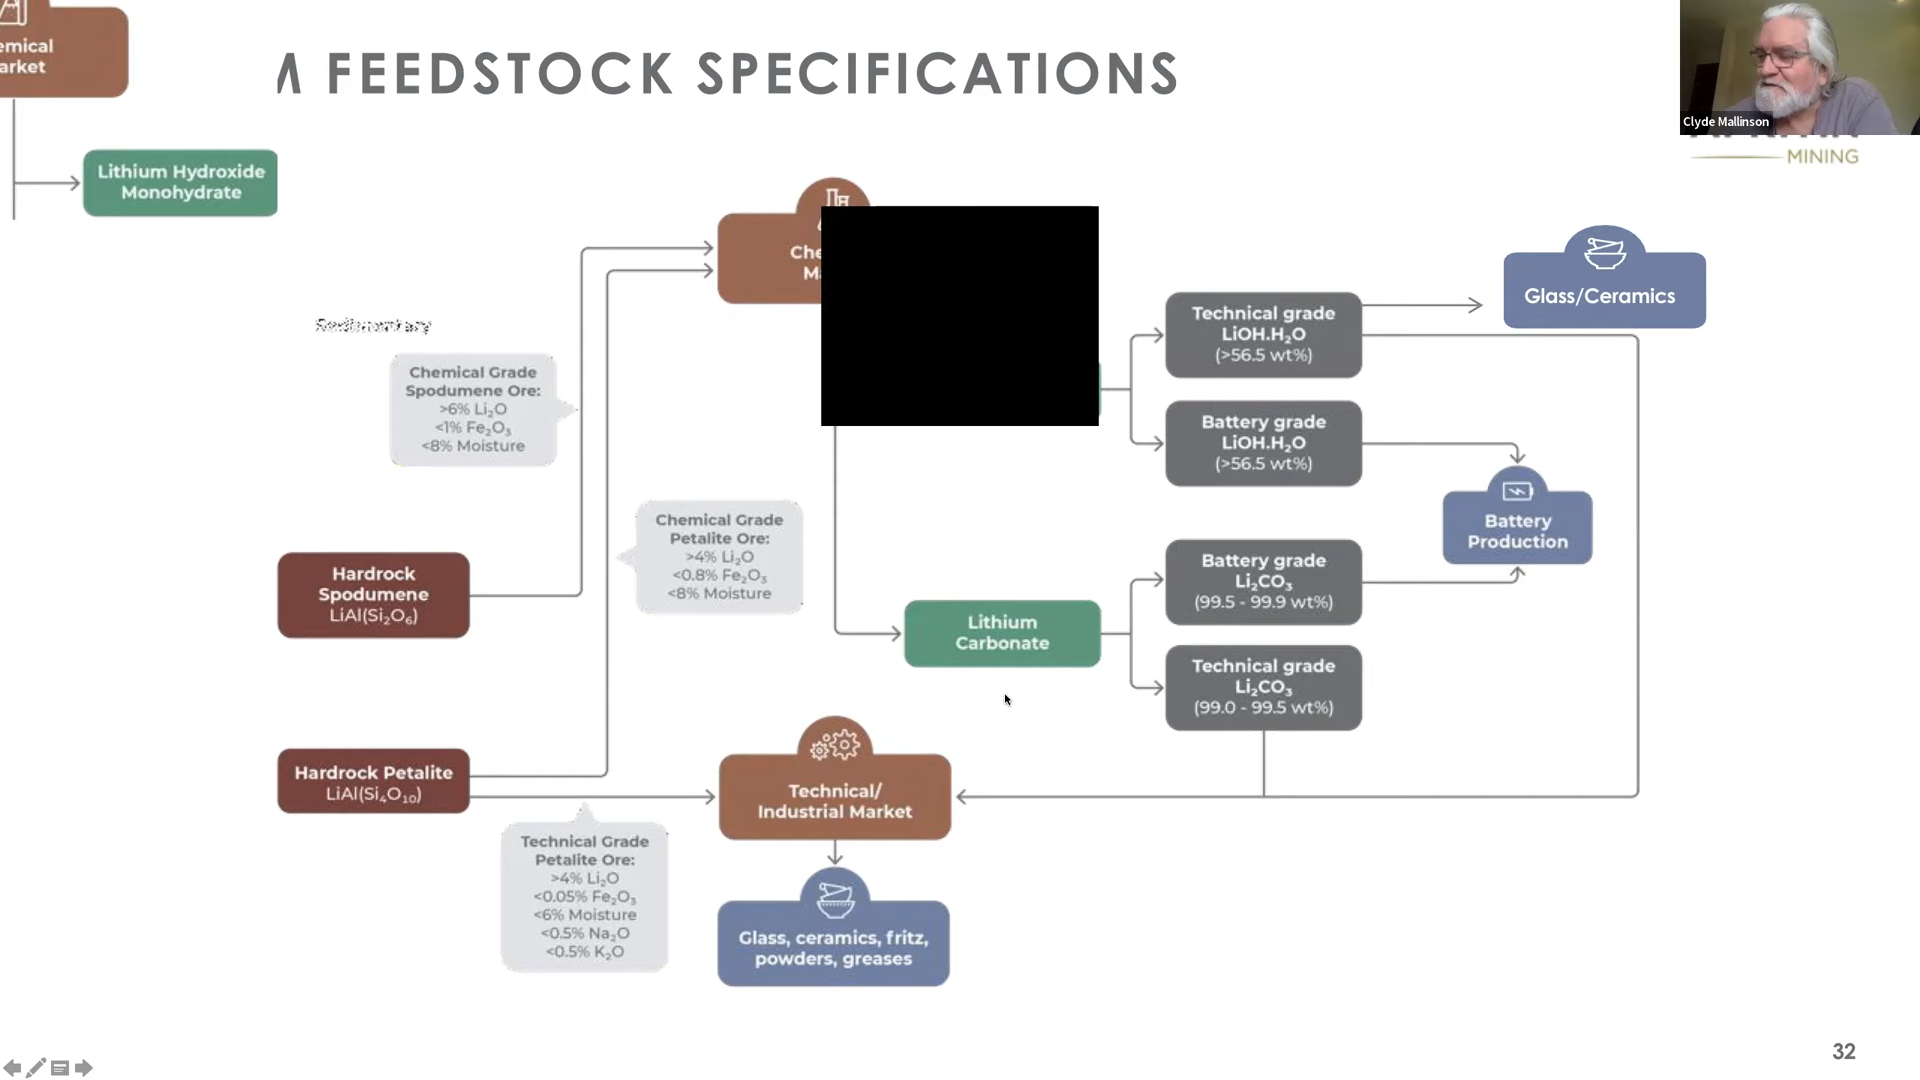 emical
arket
M FEEDSTOCK SPECIFICATIONS
Clyde Mallinson
MINING
Lithium Hydroxide
Monohydrate
Che
Ma
Glass/Ceramics
Sedimentary
Technical grade
LiOH.H₂O
(>56.5 wt%)
Chemical Grade
Spodumene Ore:
>6% Li₂O
<1% Fe₂O₃
<8% Moisture
Battery grade
LiOH.H₂O
(>56.5 wt%)
Battery
Production
Chemical Grade
Petalite Ore:
>4% Li₂O
<0.8% Fe₂O₃
<8% Moisture
Hardrock
Spodumene
LiAl(Si₂O₆)
Battery grade
Li₂CO₃
(99.5 - 99.9 wt%)
Lithium
Carbonate
Technical grade
Li₂CO₃
(99.0 - 99.5 wt%)
Hardrock Petalite
LiAl(Si₄O₁₀)
Technical/
Industrial Market
Technical Grade
Petalite Ore:
>4% Li₂O
<0.05% Fe₂O₃
<6% Moisture
<0.5% Na₂O
<0.5% K₂O
Glass, ceramics, fritz,
powders, greases
32